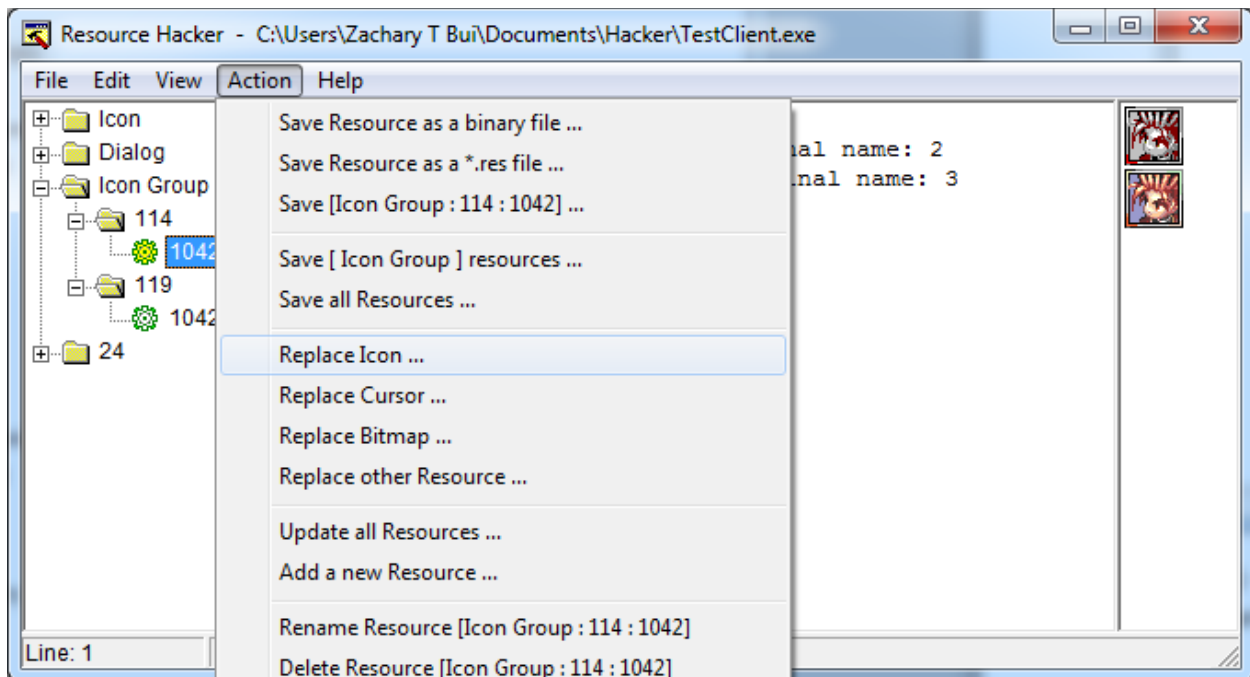 Resource Hacker - C:\Users\Zachary T Bui\Documents\Hacker\TestClient.exe
File Edit View Action Help
Icon
Dialog
Icon Group
114
1042
119
1042
24
Save Resource as a binary file ...
Save Resource as a *.res file ...
Save [Icon Group : 114 : 1042] ...
Save [ Icon Group ] resources ...
Save all Resources ...
Replace Icon ...
Replace Cursor ...
Replace Bitmap ...
Replace other Resource ...
Update all Resources ...
Add a new Resource ...
Rename Resource [Icon Group : 114 : 1042]
Delete Resource [Icon Group : 114 : 1042]
name: 2
name: 3
Line: 1